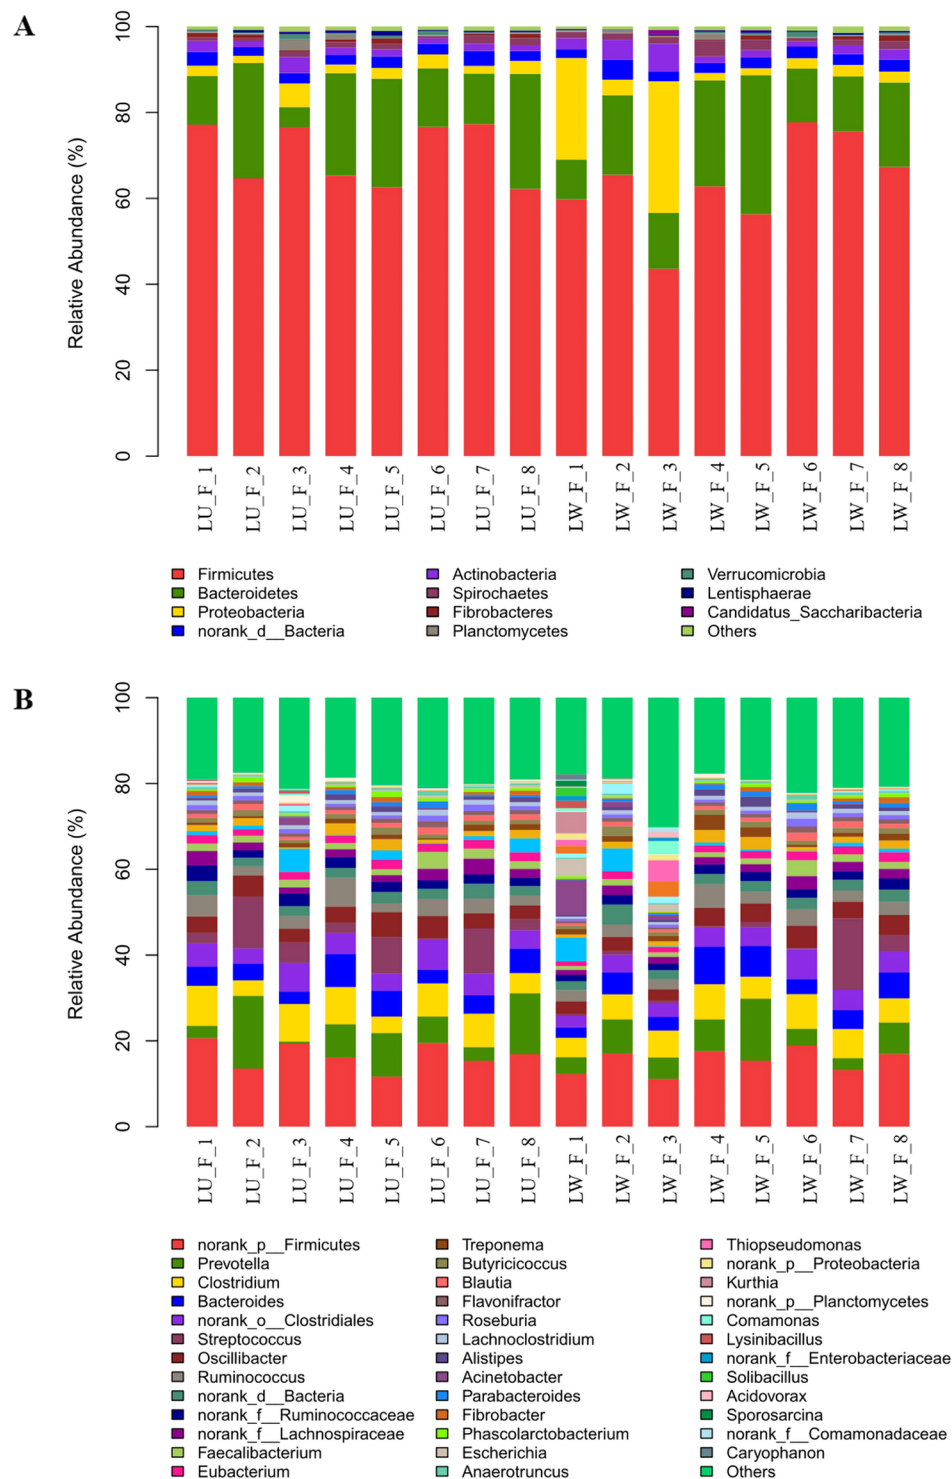 A
100
80
60
40
20
0
Relative Abundance (%)
LU_F_1 LU_F_2 LU_F_3 LU_F_4 LU_F_5 LU_F_6 LU_F_7 LU_F_8 LW_F_1 LW_F_2 LW_F_3 LW_F_4 LW_F_5 LW_F_6 LW_F_7 LW_F_8
Firmicutes Actinobacteria Verrucomicrobia
Bacteroidetes Spirochaetes Lentisphaerae
Proteobacteria Fibrobacteres Candidatus_Saccharibacteria
norank_d__Bacteria Planctomycetes Others
B
100
80
60
40
20
0
Relative Abundance (%)
LU_F_1 LU_F_2 LU_F_3 LU_F_4 LU_F_5 LU_F_6 LU_F_7 LU_F_8 LW_F_1 LW_F_2 LW_F_3 LW_F_4 LW_F_5 LW_F_6 LW_F_7 LW_F_8
norank_p__Firmicutes Treponema Thiopseudomonas
Prevotella Butyricicoccus norank_p__Proteobacteria
Clostridium Blautia Kurthia
Bacteroides Flavonifractor norank_p__Planctomycetes
norank_o__Clostridiales Roseburia Comamonas
Streptococcus Lachnoclostridium Lysinibacillus
Oscillibacter Alistipes norank_f__Enterobacteriaceae
Ruminococcus Acinetobacter Solibacillus
norank_d__Bacteria Parabacteroides Acidovorax
norank_f__Ruminococcaceae Fibrobacter Sporosarcina
norank_f__Lachnospiraceae Phascolarctobacterium norank_f__Comamonadaceae
Faecalibacterium Escherichia Caryophanon
Eubacterium Anaerotruncus Others